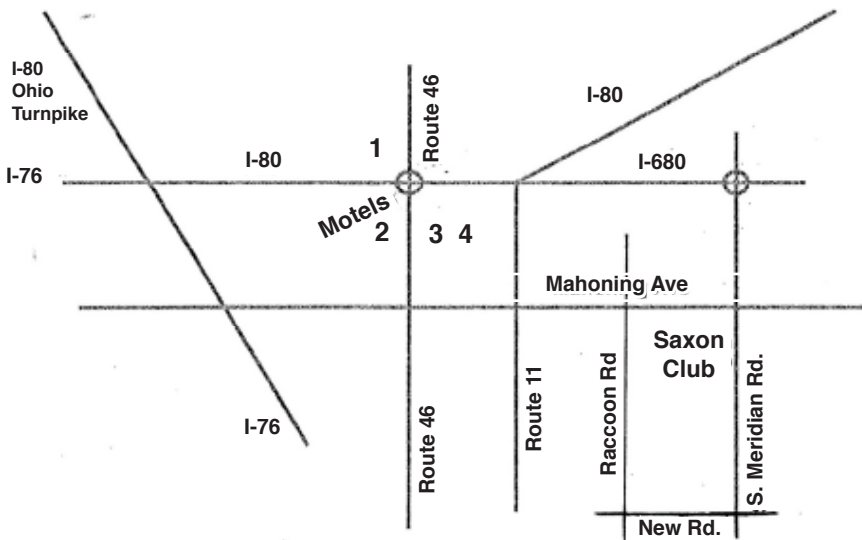 I-80
Ohio
Turnpike
Route 46
I-80
I-80
1
I-680
I-76
Motels
2
3 4
Mahoning Ave
Saxon
Club
I-76
Route 46
Route 11
Raccoon Rd
S. Meridian Rd.
New Rd.